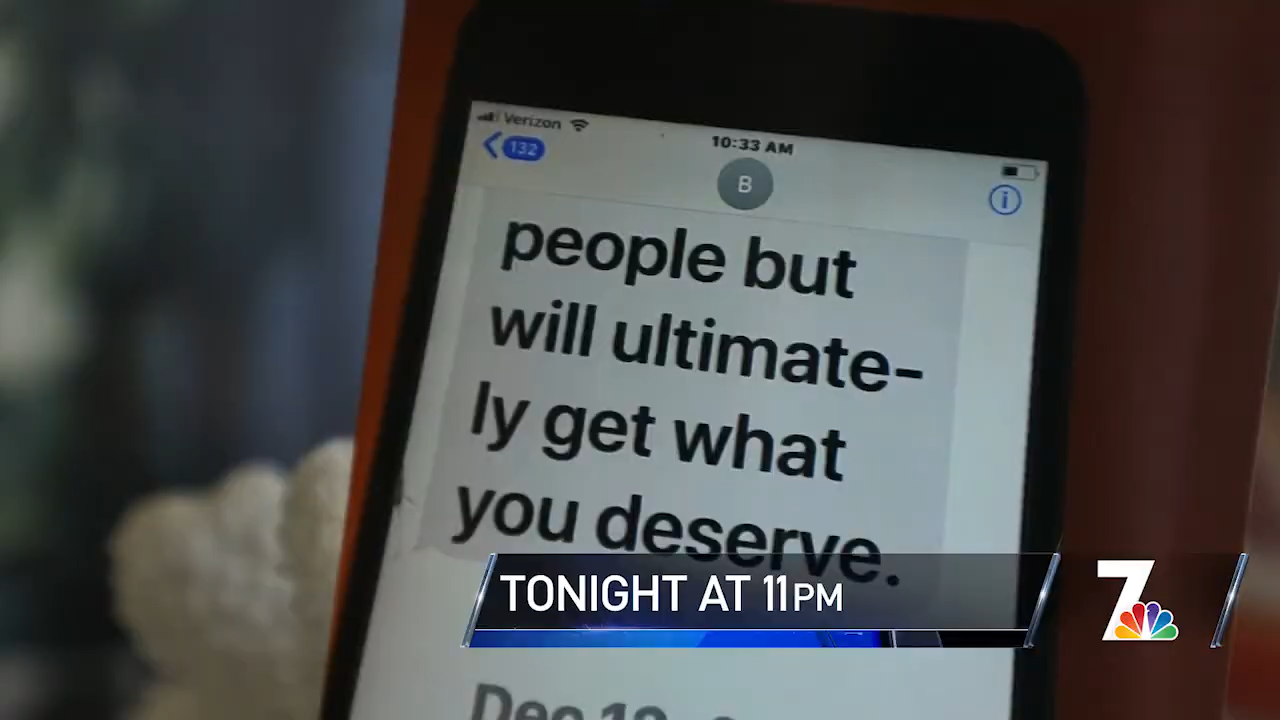 Verizon
10:33 AM
132
B
i
people but
will ultimate-
ly get what
you deserve.
TONIGHT AT 11PM
7